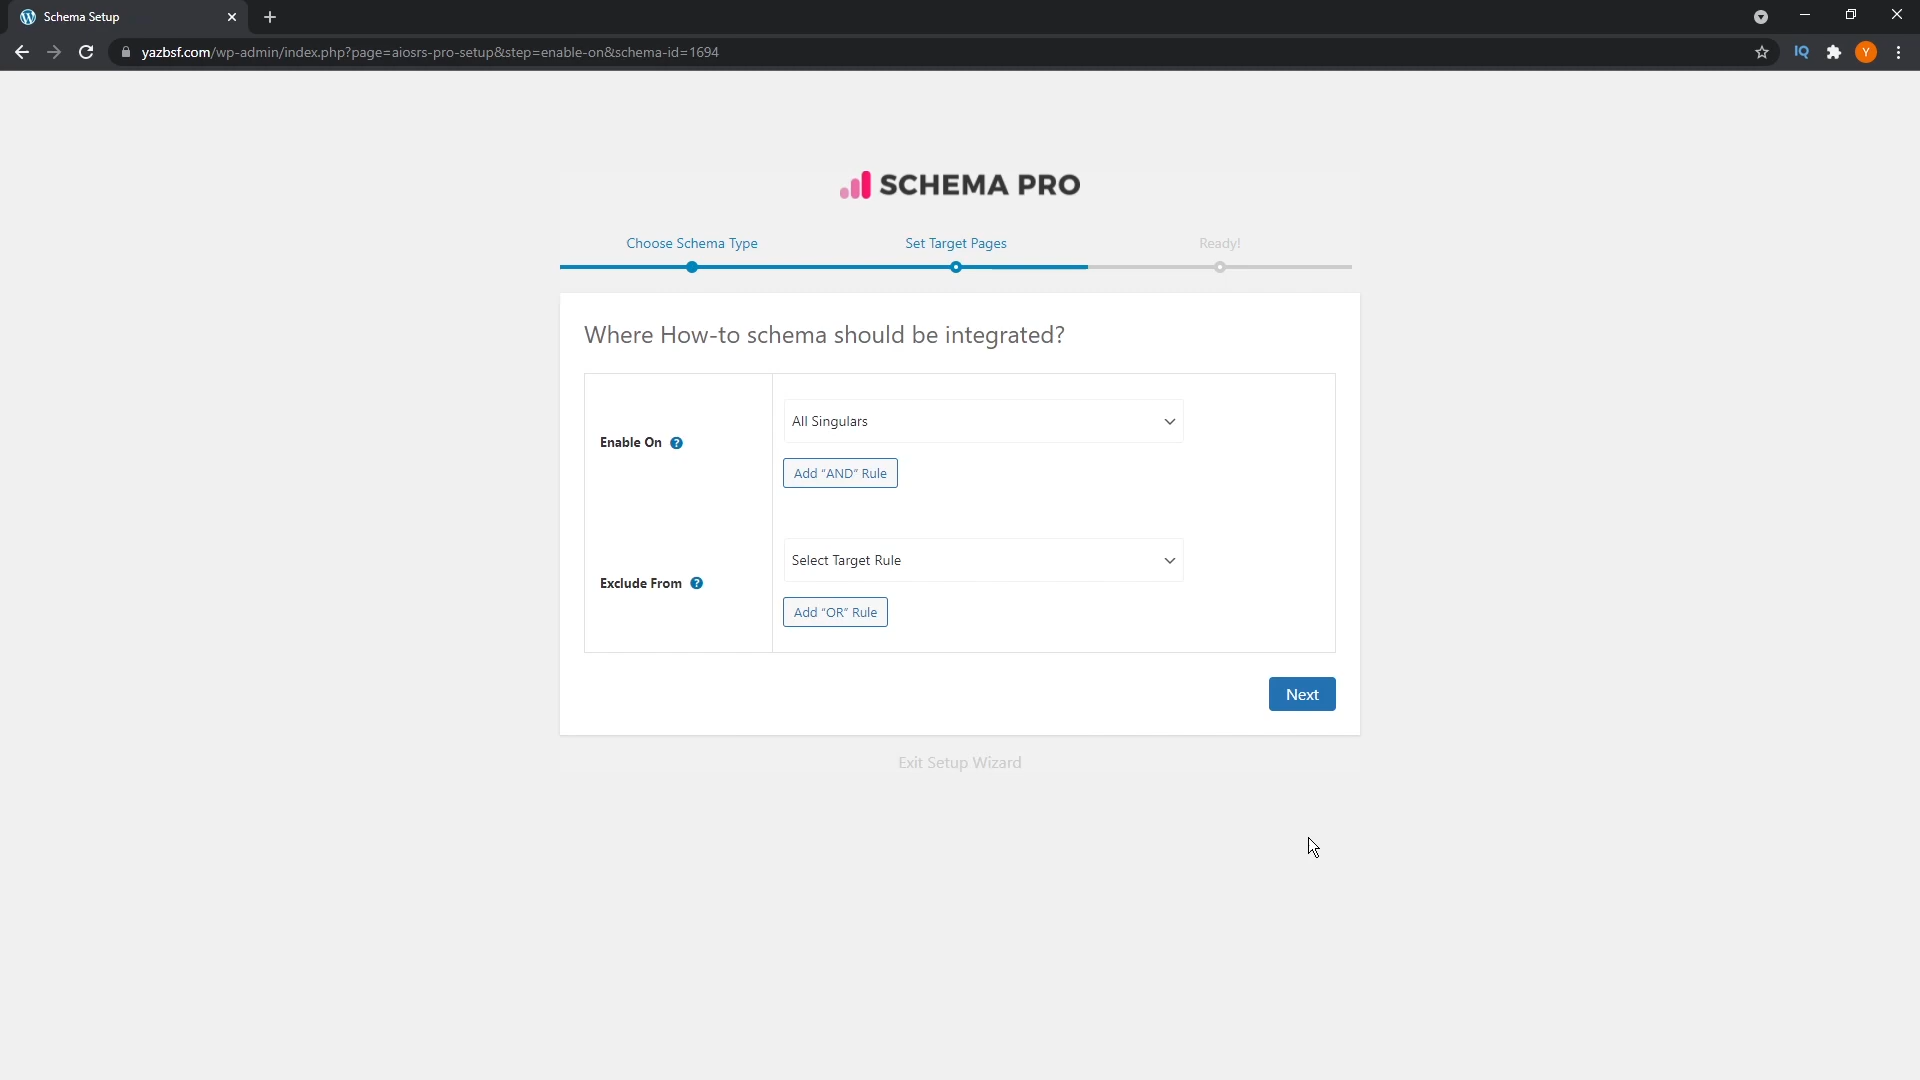 Schema Setup
yazbsf.com/wp-admin/index.php?page=aiosrs-pro-setup&step=enable-on&schema-id=1694
IQ
Y
SCHEMA PRO
Choose Schema Type
Set Target Pages
Ready!
Where How-to schema should be integrated?
Enable On ?
All Singulars
Add “AND” Rule
Exclude From ?
Select Target Rule
Add “OR” Rule
Next
Exit Setup Wizard